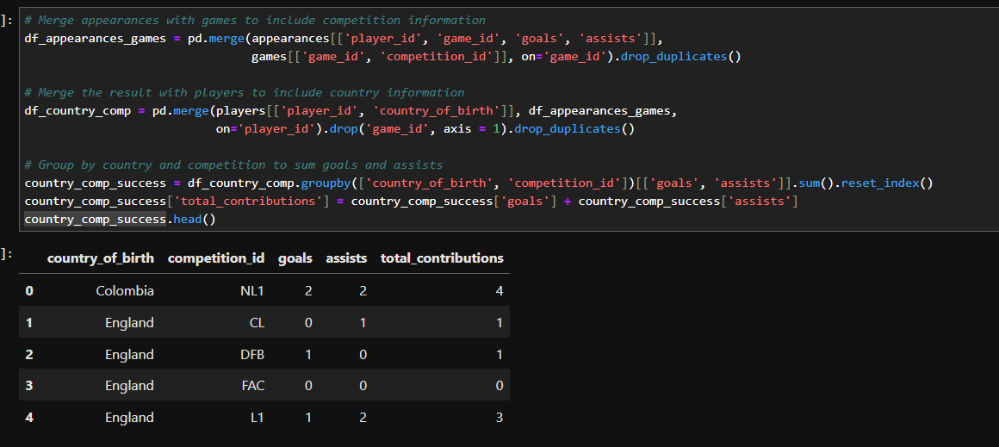 ]: # Merge appearances with games to include competition information
df_appearances_games = pd.merge(appearances[['player_id', 'game_id', 'goals', 'assists']],
games[['game_id', 'competition_id']], on='game_id').drop_duplicates()
# Merge the result with players to include country information
df_country_comp = pd.merge(players[['player_id', 'country_of_birth']], df_appearances_games,
on='player_id').drop('game_id', axis = 1).drop_duplicates()
# Group by country and competition to sum goals and assists
country_comp_success = df_country_comp.groupby(['country_of_birth', 'competition_id'])[['goals', 'assists']].sum().reset_index()
country_comp_success['total_contributions'] = country_comp_success['goals'] + country_comp_success['assists']
country_comp_success.head()
]: country_of_birth competition_id goals assists total_contributions
0 Colombia NL1 2 2 4
1 England CL 0 1 1
2 England DFB 1 0 1
3 England FAC 0 0 0
4 England L1 1 2 3